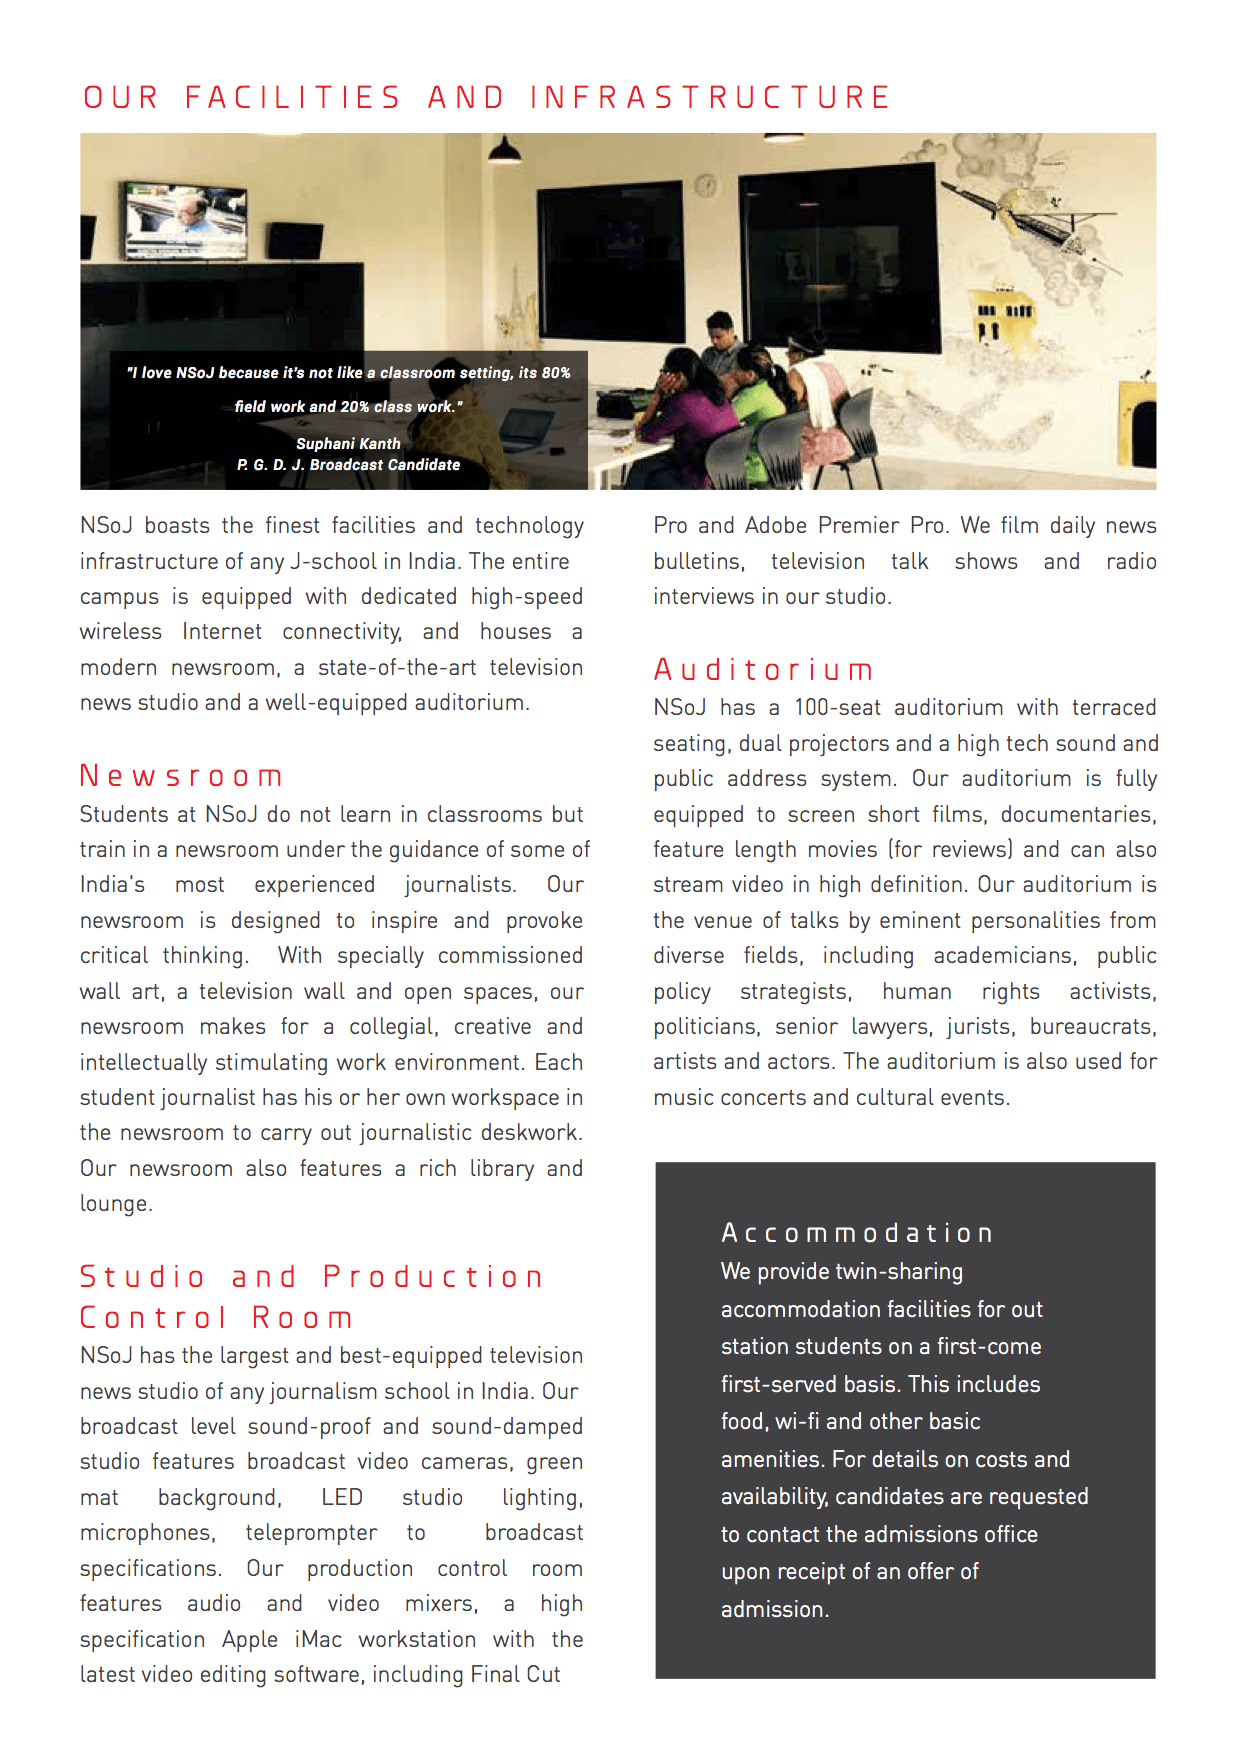 OUR FACILITIES AND INFRASTRUCTURE
"I love NSoJ because it's not like a classroom setting, its 80%
field work and 20% class work."
Suphani Kanth
P. G. D. J. Broadcast Candidate
NSoJ boasts the finest facilities and technology
infrastructure of any J-school in India. The entire
campus is equipped with dedicated high-speed
wireless Internet connectivity, and houses a
modern newsroom, a state-of-the-art television
news studio and a well-equipped auditorium.
Newsroom
Students at NSoJ do not learn in classrooms but
train in a newsroom under the guidance of some of
India's most experienced journalists. Our
newsroom is designed to inspire and provoke
critical thinking. With specially commissioned
wall art, a television wall and open spaces, our
newsroom makes for a collegial, creative and
intellectually stimulating work environment. Each
student journalist has his or her own workspace in
the newsroom to carry out journalistic deskwork.
Our newsroom also features a rich library and
lounge.
Studio and Production
Control Room
NSoJ has the largest and best-equipped television
news studio of any journalism school in India. Our
broadcast level sound-proof and sound-damped
studio features broadcast video cameras, green
mat background, LED studio lighting,
microphones, teleprompter to broadcast
specifications. Our production control room
features audio and video mixers, a high
specification Apple iMac workstation with the
latest video editing software, including Final Cut
Pro and Adobe Premier Pro. We film daily news
bulletins, television talk shows and radio
interviews in our studio.
Auditorium
NSoJ has a 100-seat auditorium with terraced
seating, dual projectors and a high tech sound and
public address system. Our auditorium is fully
equipped to screen short films, documentaries,
feature length movies (for reviews) and can also
stream video in high definition. Our auditorium is
the venue of talks by eminent personalities from
diverse fields, including academicians, public
policy strategists, human rights activists,
politicians, senior lawyers, jurists, bureaucrats,
artists and actors. The auditorium is also used for
music concerts and cultural events.
Accommodation
We provide twin-sharing
accommodation facilities for out
station students on a first-come
first-served basis. This includes
food, wi-fi and other basic
amenities. For details on costs and
availability, candidates are requested
to contact the admissions office
upon receipt of an offer of
admission.